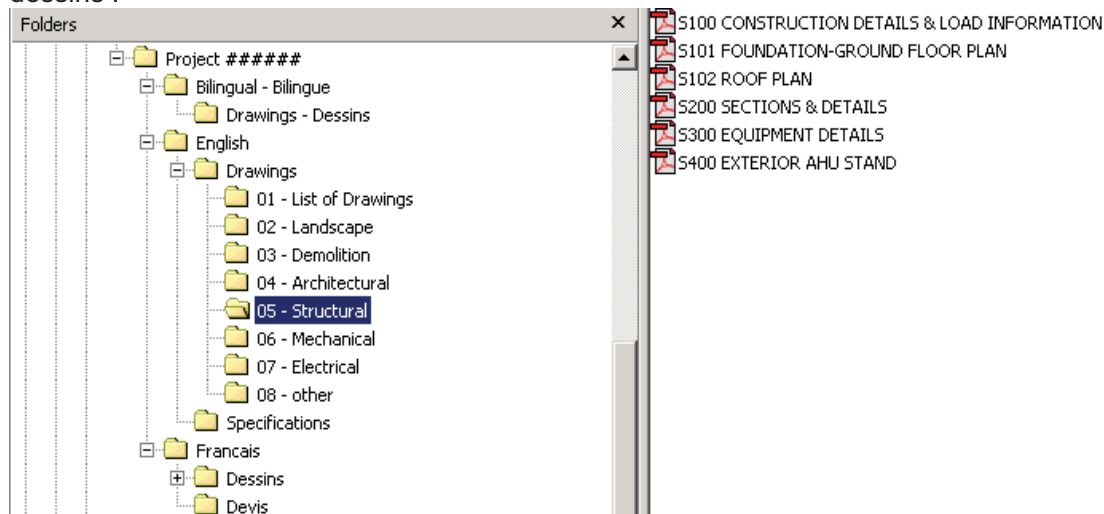 dessins :
Folders
Project ######
Bilingual - Bilingue
Drawings - Dessins
English
Drawings
01 - List of Drawings
02 - Landscape
03 - Demolition
04 - Architectural
05 - Structural
06 - Mechanical
07 - Electrical
08 - other
Specifications
Francais
Dessins
Devis
S100 CONSTRUCTION DETAILS & LOAD INFORMATION
S101 FOUNDATION-GROUND FLOOR PLAN
S102 ROOF PLAN
S200 SECTIONS & DETAILS
S300 EQUIPMENT DETAILS
S400 EXTERIOR AHU STAND